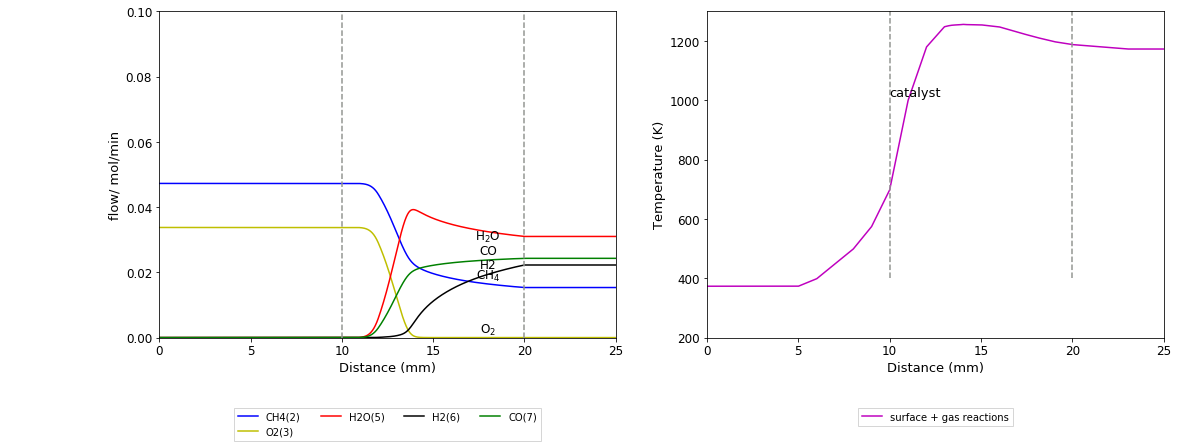 0.10
0.08
0.06
0.04
0.02
0.00
flow/ mol/min
H₂O
CO
H2
CH₄
O₂
0 5 10 15 20 25
Distance (mm)
CH4(2) H2O(5) H2(6) CO(7)
O2(3)
1200
1000
800
600
400
200
Temperature (K)
catalyst
0 5 10 15 20 25
Distance (mm)
surface + gas reactions